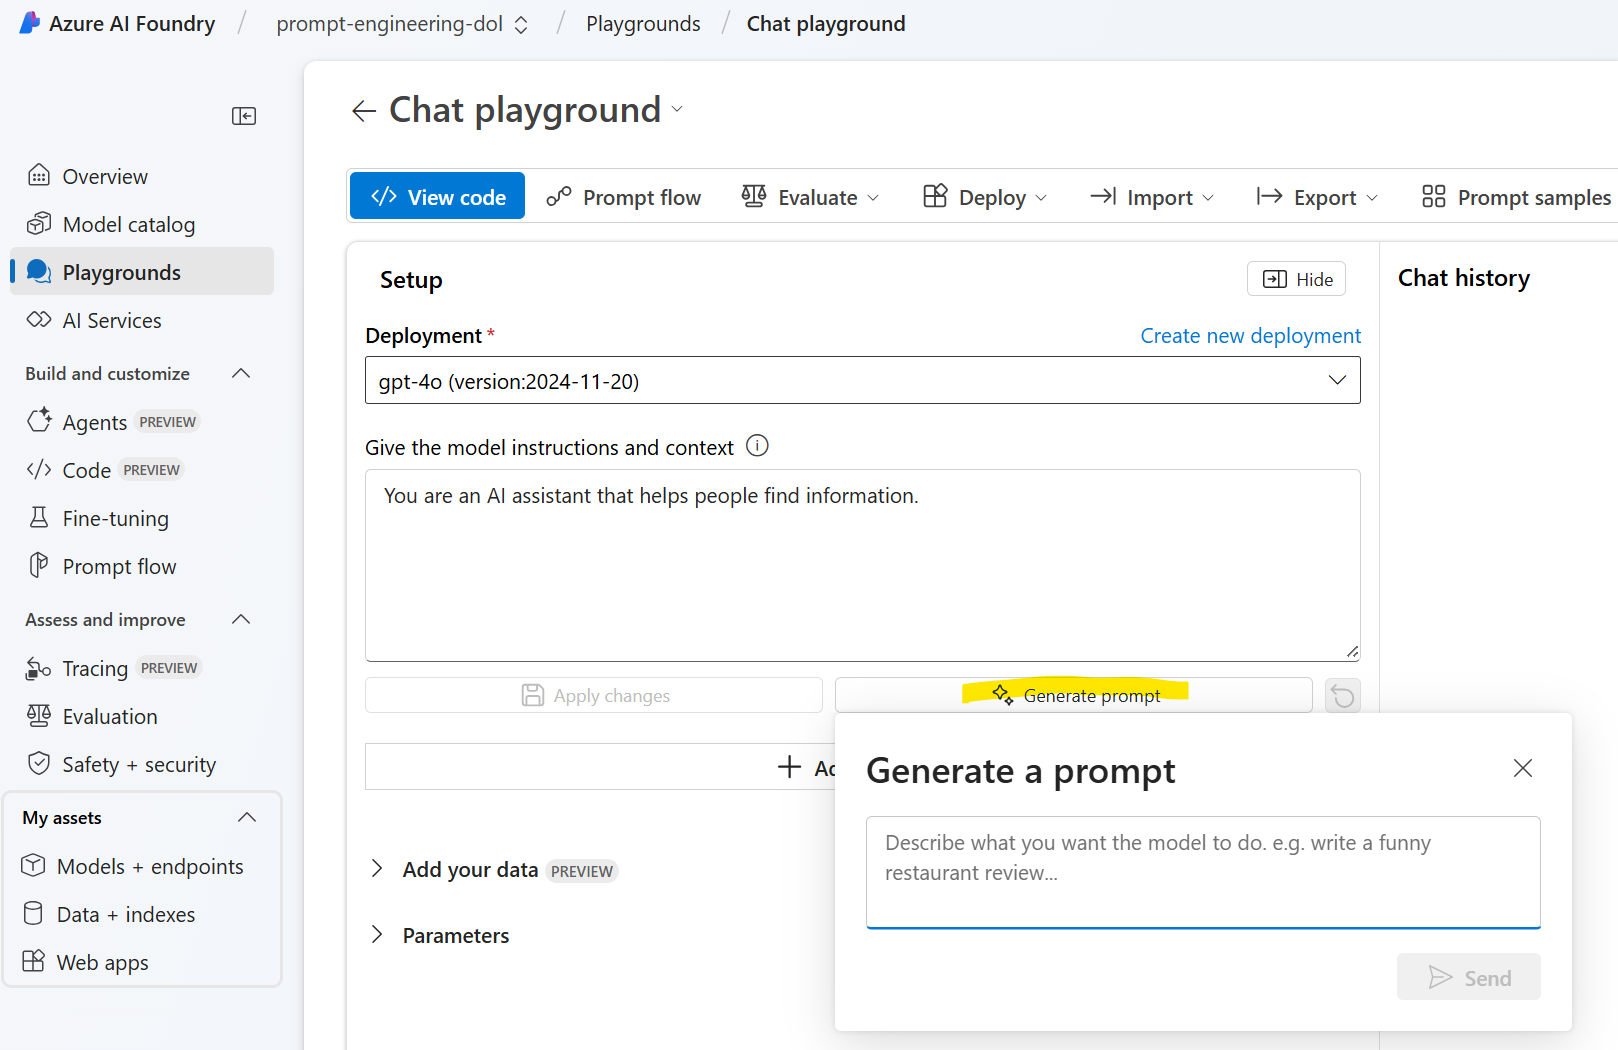 Azure AI Foundry / prompt-engineering-dol / Playgrounds / Chat playground
Overview
Model catalog
Playgrounds
AI Services
Build and customize
Agents PREVIEW
Code PREVIEW
Fine-tuning
Prompt flow
Assess and improve
Tracing PREVIEW
Evaluation
Safety + security
My assets
Models + endpoints
Data + indexes
Web apps
Chat playground
View code Prompt flow Evaluate Deploy Import Export Prompt samples
Setup
Hide
Chat history
Deployment *
Create new deployment
gpt-4o (version:2024-11-20)
Give the model instructions and context
You are an AI assistant that helps people find information.
Apply changes
Generate prompt
Add your data PREVIEW
Parameters
Generate a prompt
Describe what you want the model to do. e.g. write a funny
restaurant review...
Send